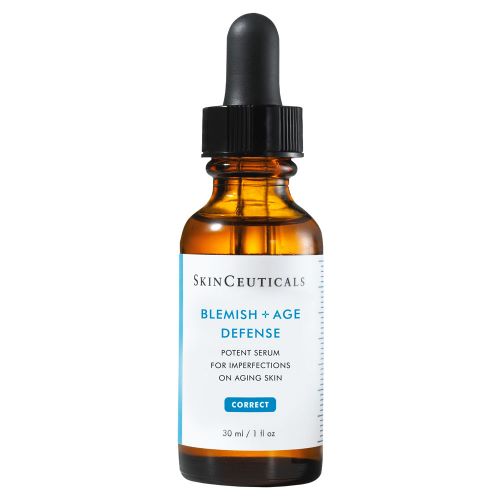 SKINCEUTICALS
BLEMISH + AGE
DEFENSE
POTENT SERUM
FOR IMPERFECTIONS
ON AGING SKIN
CORRECT
30 ml / 1 fl oz